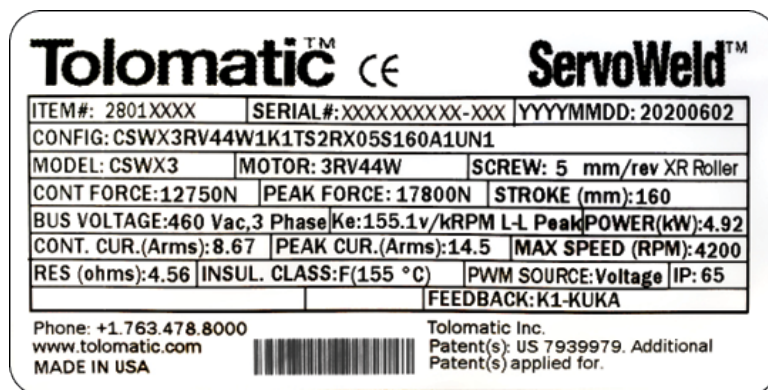 Tolomatic™ CE ServoWeld™
ITEM#: 2801XXXX SERIAL#:XXXXXXXXXX-XXX YYYYMMDD: 20200602
CONFIG: CSWX3RV44W1K1TS2RX05S160A1UN1
MODEL: CSWX3 MOTOR: 3RV44W SCREW: 5 mm/rev XR Roller
CONT FORCE:12750N PEAK FORCE: 17800N STROKE (mm):160
BUS VOLTAGE:460 Vac,3 Phase Ke:155.1v/kRPM L-L Peak POWER(kW):4.92
CONT. CUR.(Arms):8.67 PEAK CUR.(Arms):14.5 MAX SPEED (RPM):4200
RES (ohms):4.56 INSUL. CLASS:F(155 °C) PWM SOURCE:Voltage IP: 65
FEEDBACK:K1-KUKA
Phone: +1.763.478.8000
www.tolomatic.com
MADE IN USA
Tolomatic Inc.
Patent(s): US 7939979. Additional
Patent(s) applied for.